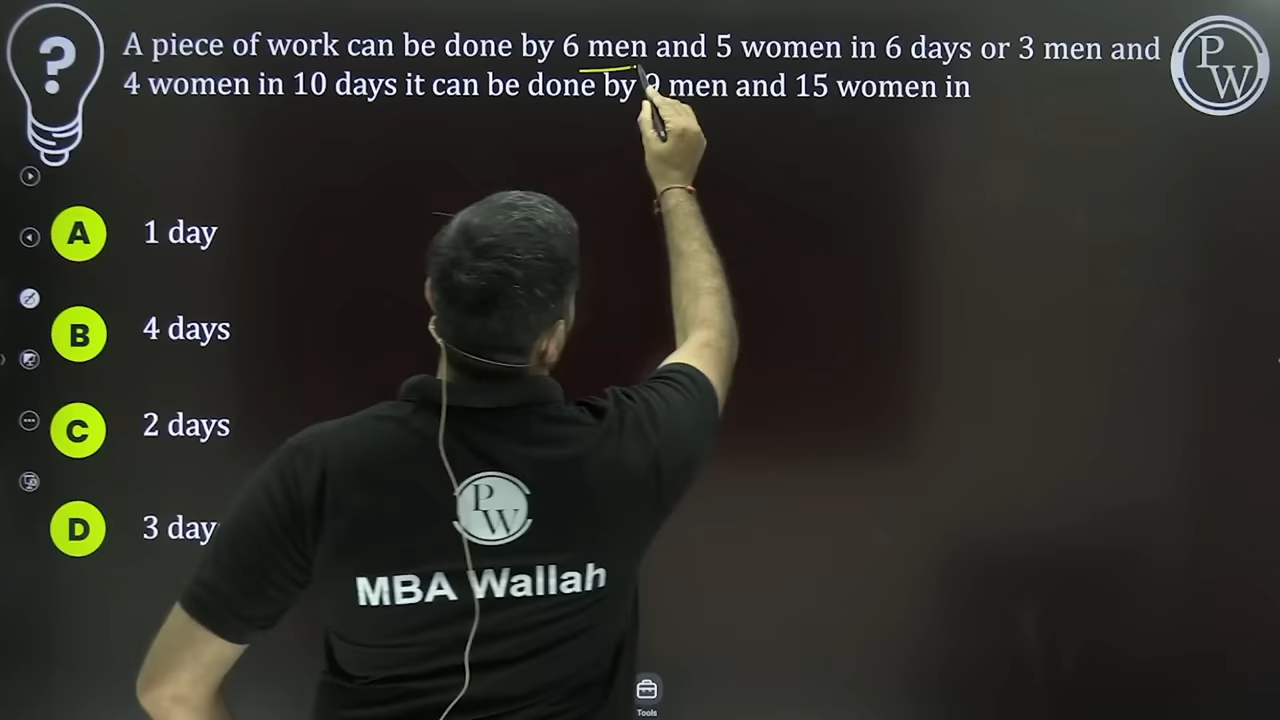 ?
A piece of work can be done by 6 men and 5 women in 6 days or 3 men and
4 women in 10 days it can be done by 9 men and 15 women in
PW
A 1 day
B 4 days
C 2 days
D 3 day
PW
MBA Wallah
Tools